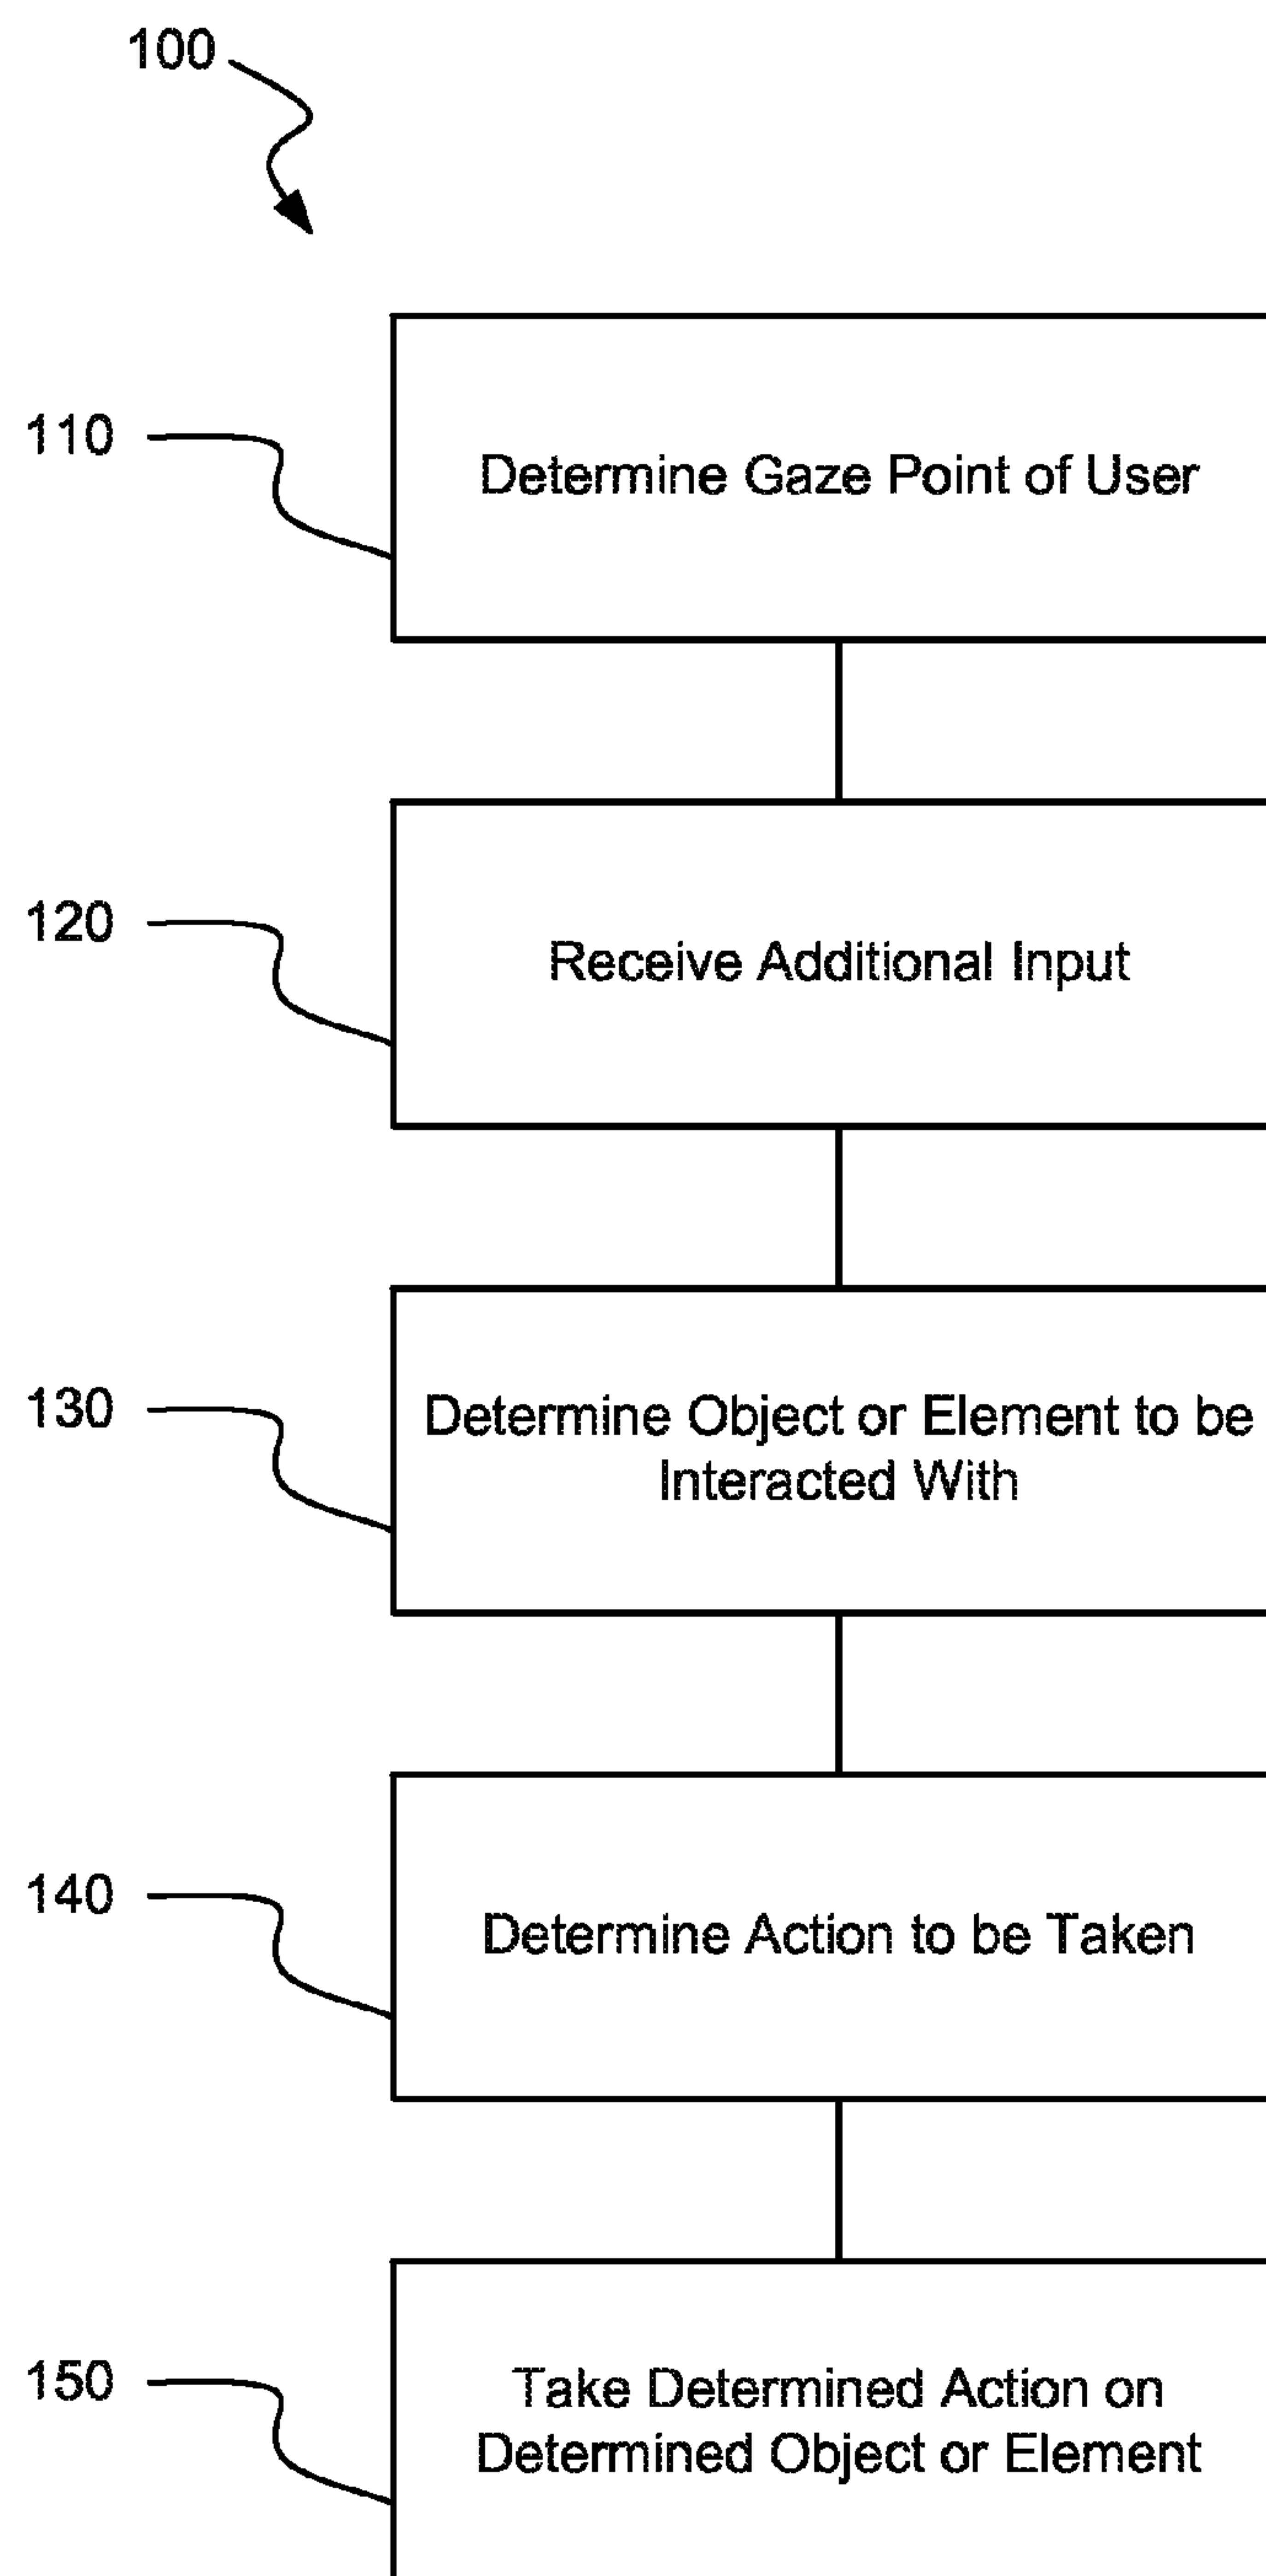 100
110
Determine Gaze Point of User
120
Receive Additional Input
130
Determine Object or Element to be
Interacted With
140
Determine Action to be Taken
150
Take Determined Action on
Determined Object or Element